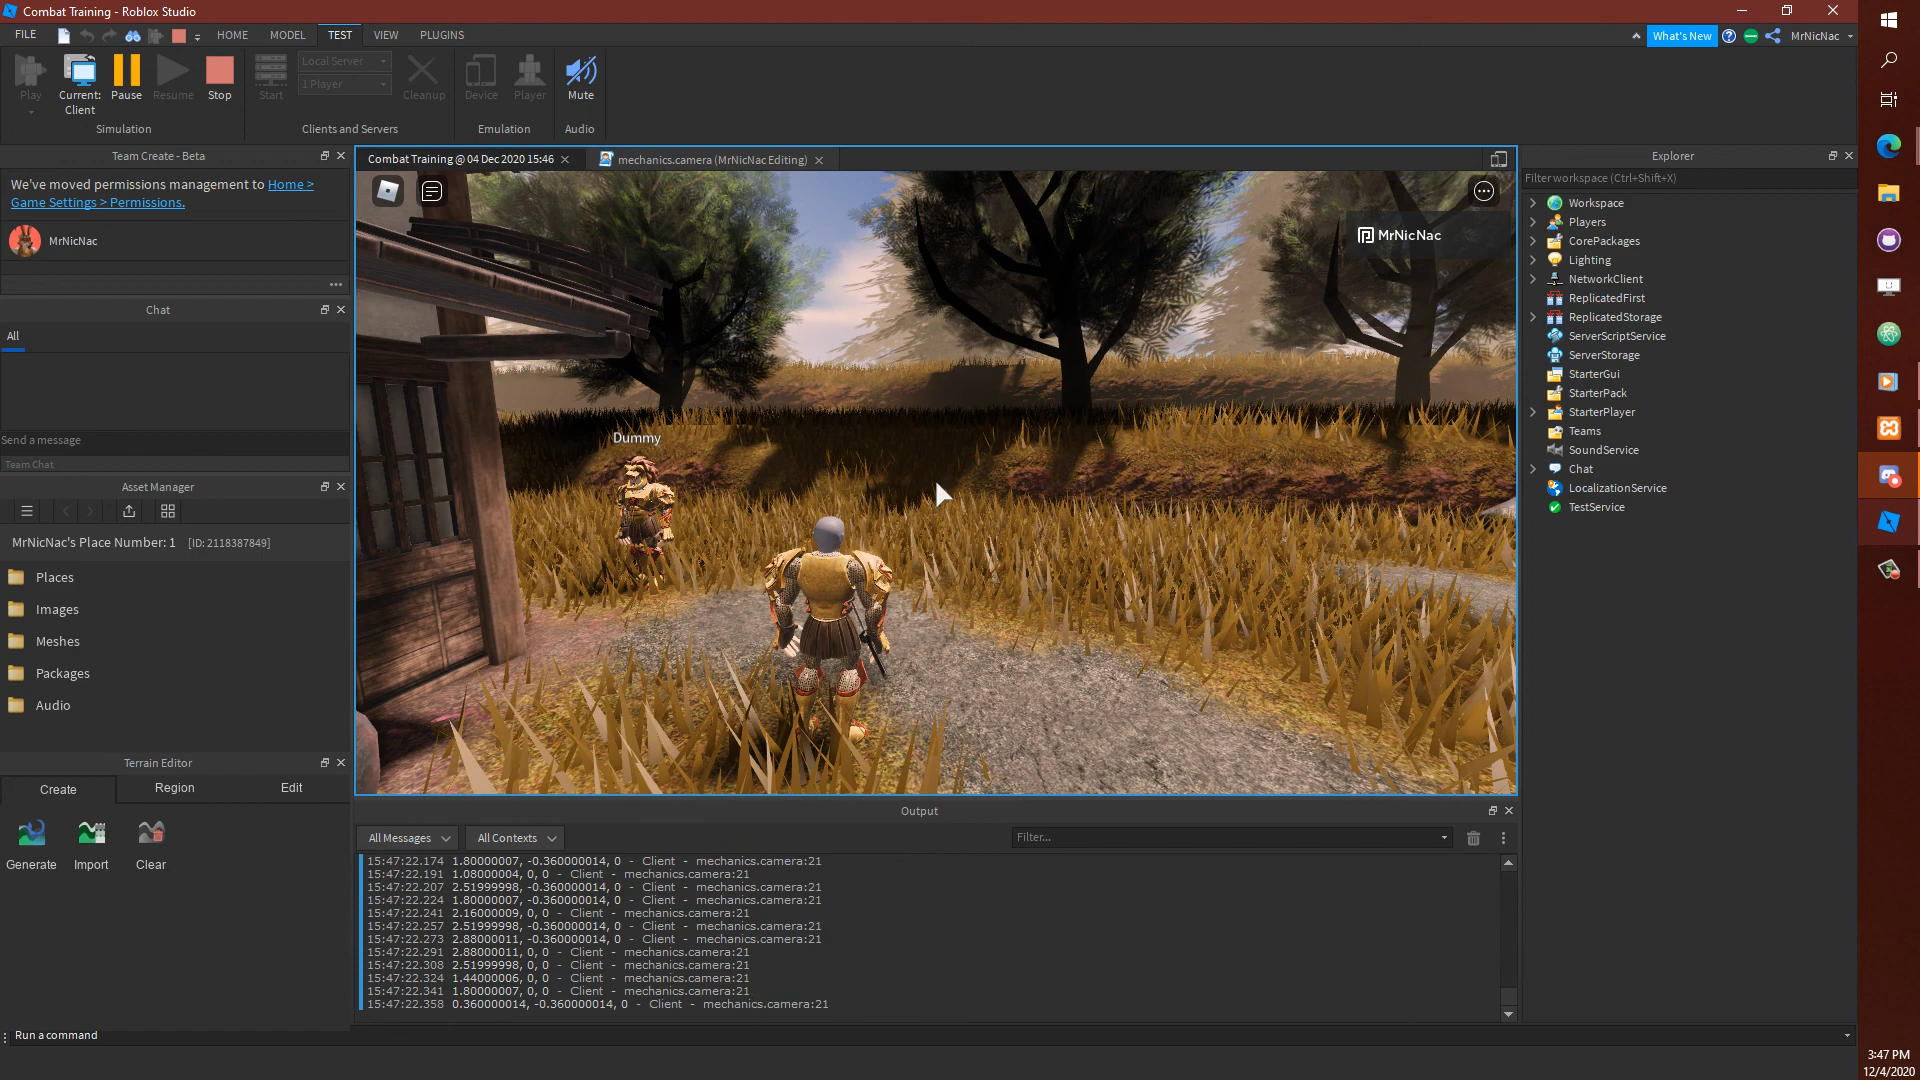 Combat Training - Roblox Studio
FILE
HOME
MODEL
TEST
VIEW
PLUGINS
What's New
MrNicNac
Play
Current:
Client
Pause
Resume
Stop
Simulation
Start
Local Server
1 Player
Cleanup
Clients and Servers
Device
Player
Emulation
Mute
Audio
Team Create - Beta
We've moved permissions management to Home >
Game Settings > Permissions.
MrNicNac
Chat
All
Send a message
Team Chat
Asset Manager
MrNicNac's Place Number: 1 [ID: 2118387849]
Places
Images
Meshes
Packages
Audio
Terrain Editor
Create
Region
Edit
Generate
Import
Clear
Combat Training @ 04 Dec 2020 15:46
mechanics.camera (MrNicNac Editing)
MrNicNac
Dummy
Output
All Messages
All Contexts
Filter...
15:47:22.174 1.80000007, -0.360000014, 0 - Client - mechanics.camera:21
15:47:22.191 1.08000004, 0, 0 - Client - mechanics.camera:21
15:47:22.207 2.51999998, -0.360000014, 0 - Client - mechanics.camera:21
15:47:22.224 1.80000007, -0.360000014, 0 - Client - mechanics.camera:21
15:47:22.241 2.16000009, 0, 0 - Client - mechanics.camera:21
15:47:22.257 2.51999998, -0.360000014, 0 - Client - mechanics.camera:21
15:47:22.273 2.88000011, -0.360000014, 0 - Client - mechanics.camera:21
15:47:22.291 2.88000011, 0, 0 - Client - mechanics.camera:21
15:47:22.308 2.51999998, 0, 0 - Client - mechanics.camera:21
15:47:22.324 1.44000006, 0, 0 - Client - mechanics.camera:21
15:47:22.341 1.80000007, 0, 0 - Client - mechanics.camera:21
15:47:22.358 0.360000014, -0.360000014, 0 - Client - mechanics.camera:21
Run a command
Explorer
Filter workspace (Ctrl+Shift+X)
Workspace
Players
CorePackages
Lighting
NetworkClient
ReplicatedFirst
ReplicatedStorage
ServerScriptService
ServerStorage
StarterGui
StarterPack
StarterPlayer
Teams
SoundService
Chat
LocalizationService
TestService
3:47 PM
12/4/2020